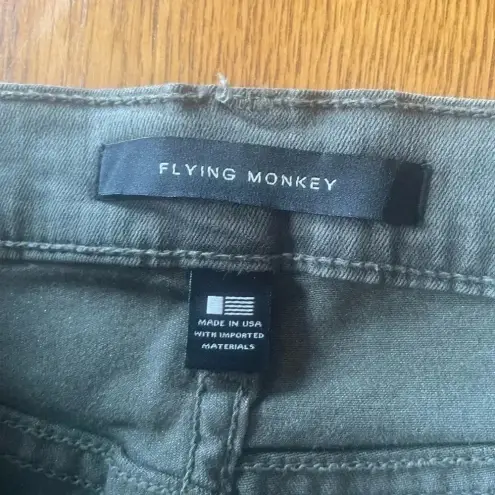 FLYING MONKEY
MADE IN USA
WITH IMPORTED
MATERIALS